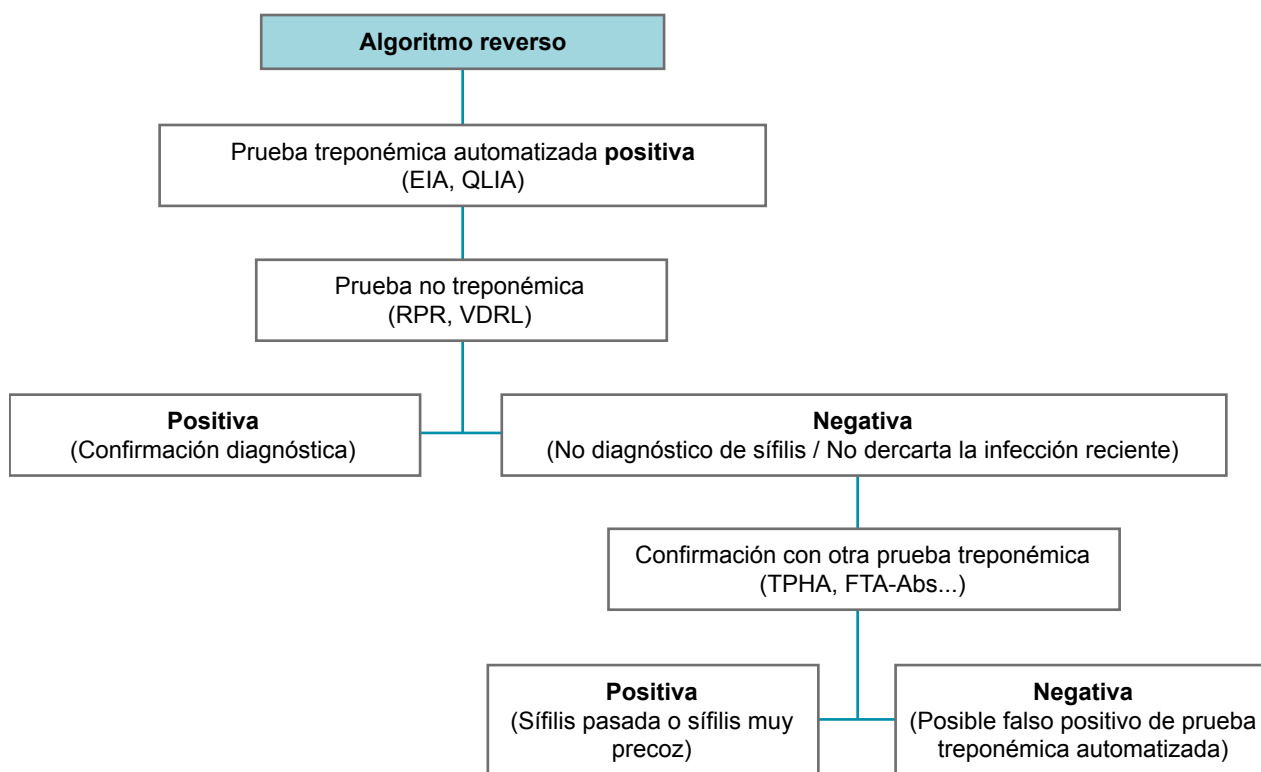 Algoritmo reverso
Prueba treponémica automatizada positiva
(EIA, QLIA)
Prueba no treponémica
(RPR, VDRL)
Positiva
(Confirmación diagnóstica)
Negativa
(No diagnóstico de sífilis / No dercarta la infección reciente)
Confirmación con otra prueba treponémica
(TPHA, FTA-Abs...)
Positiva
(Sífilis pasada o sífilis muy
precoz)
Negativa
(Posible falso positivo de prueba
treponémica automatizada)